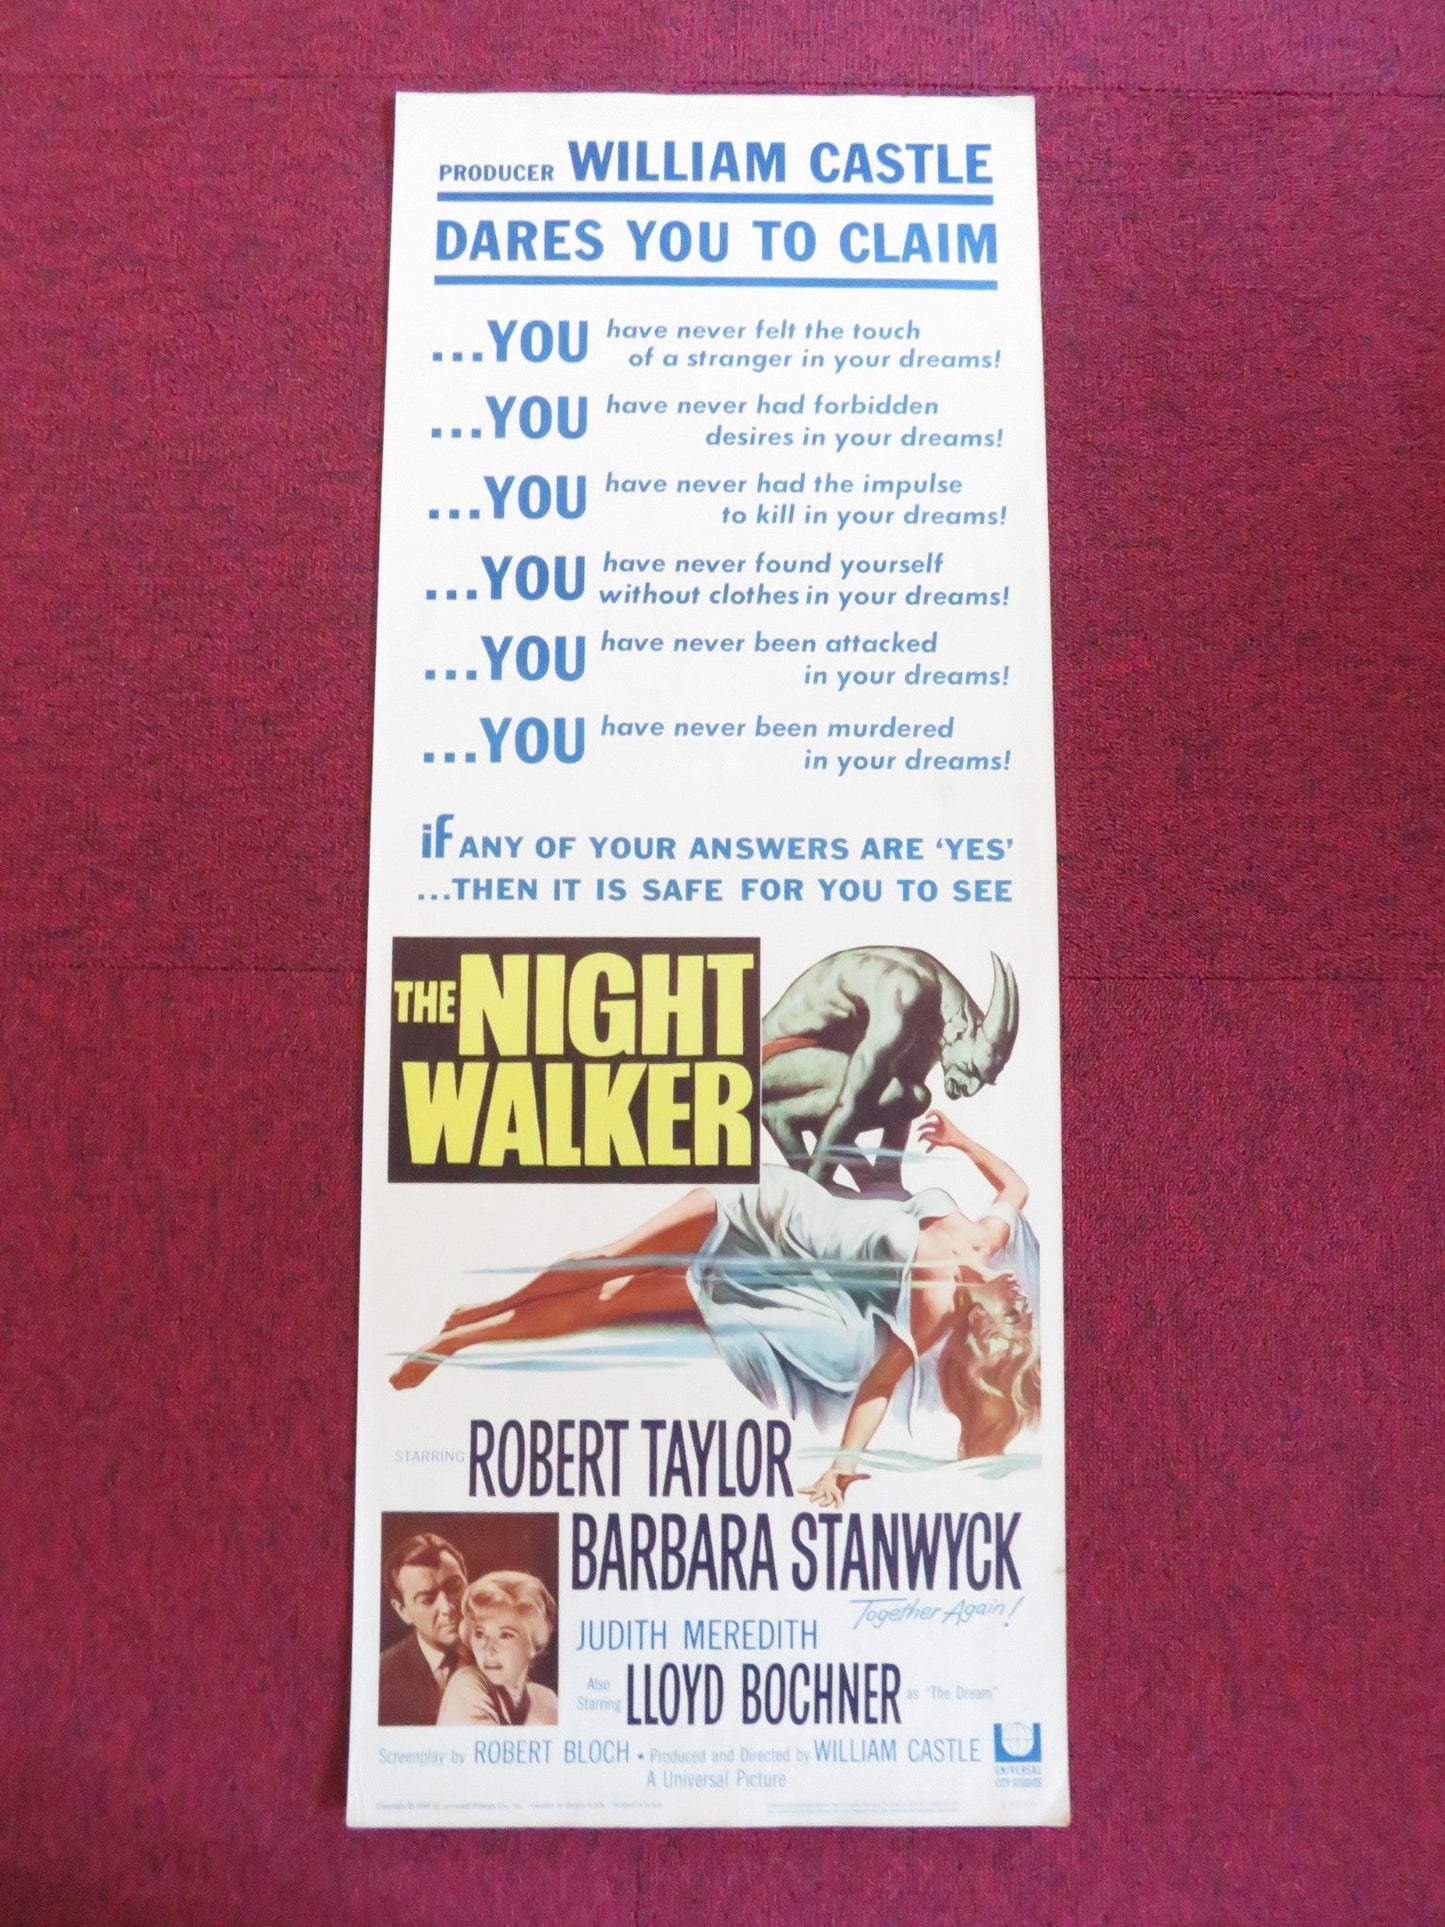 PRODUCER WILLIAM CASTLE
DARES YOU TO CLAIM
...YOU have never felt the touch
of a stranger in your dreams!
...YOU have never had forbidden
desires in your dreams!
...YOU have never had the impulse
to kill in your dreams!
...YOU have never found yourself
without clothes in your dreams!
...YOU have never been attacked
in your dreams!
...YOU have never been murdered
in your dreams!
if ANY OF YOUR ANSWERS ARE ‘YES’
...THEN IT IS SAFE FOR YOU TO SEE
THE NIGHT
WALKER
STARRING ROBERT TAYLOR
BARBARA STANWYCK
Together Again!
JUDITH MEREDITH
Also
Starring LLOYD BOCHNER as "The Dream"
Screenplay by ROBERT BLOCH • Produced and Directed by WILLIAM CASTLE
A Universal Picture
UNIVERSAL
CITY STUDIOS